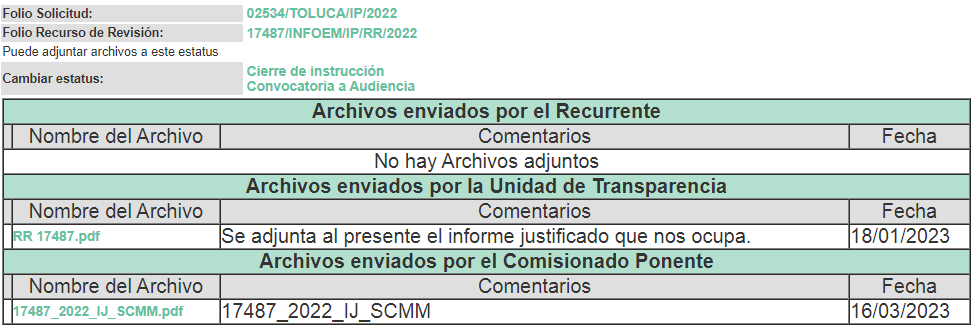 Folio Solicitud: 02534/TOLUCA/IP/2022
Folio Recurso de Revisión: 17487/INFOEM/IP/RR/2022
Puede adjuntar archivos a este estatus
Cambiar estatus: Cierre de instrucción
Convocatoria a Audiencia
Archivos enviados por el Recurrente
Nombre del Archivo Comentarios Fecha
No hay Archivos adjuntos
Archivos enviados por la Unidad de Transparencia
Nombre del Archivo Comentarios Fecha
RR 17487.pdf Se adjunta al presente el informe justificado que nos ocupa. 18/01/2023
Archivos enviados por el Comisionado Ponente
Nombre del Archivo Comentarios Fecha
17487_2022_IJ_SCMM.pdf 17487_2022_IJ_SCMM 16/03/2023